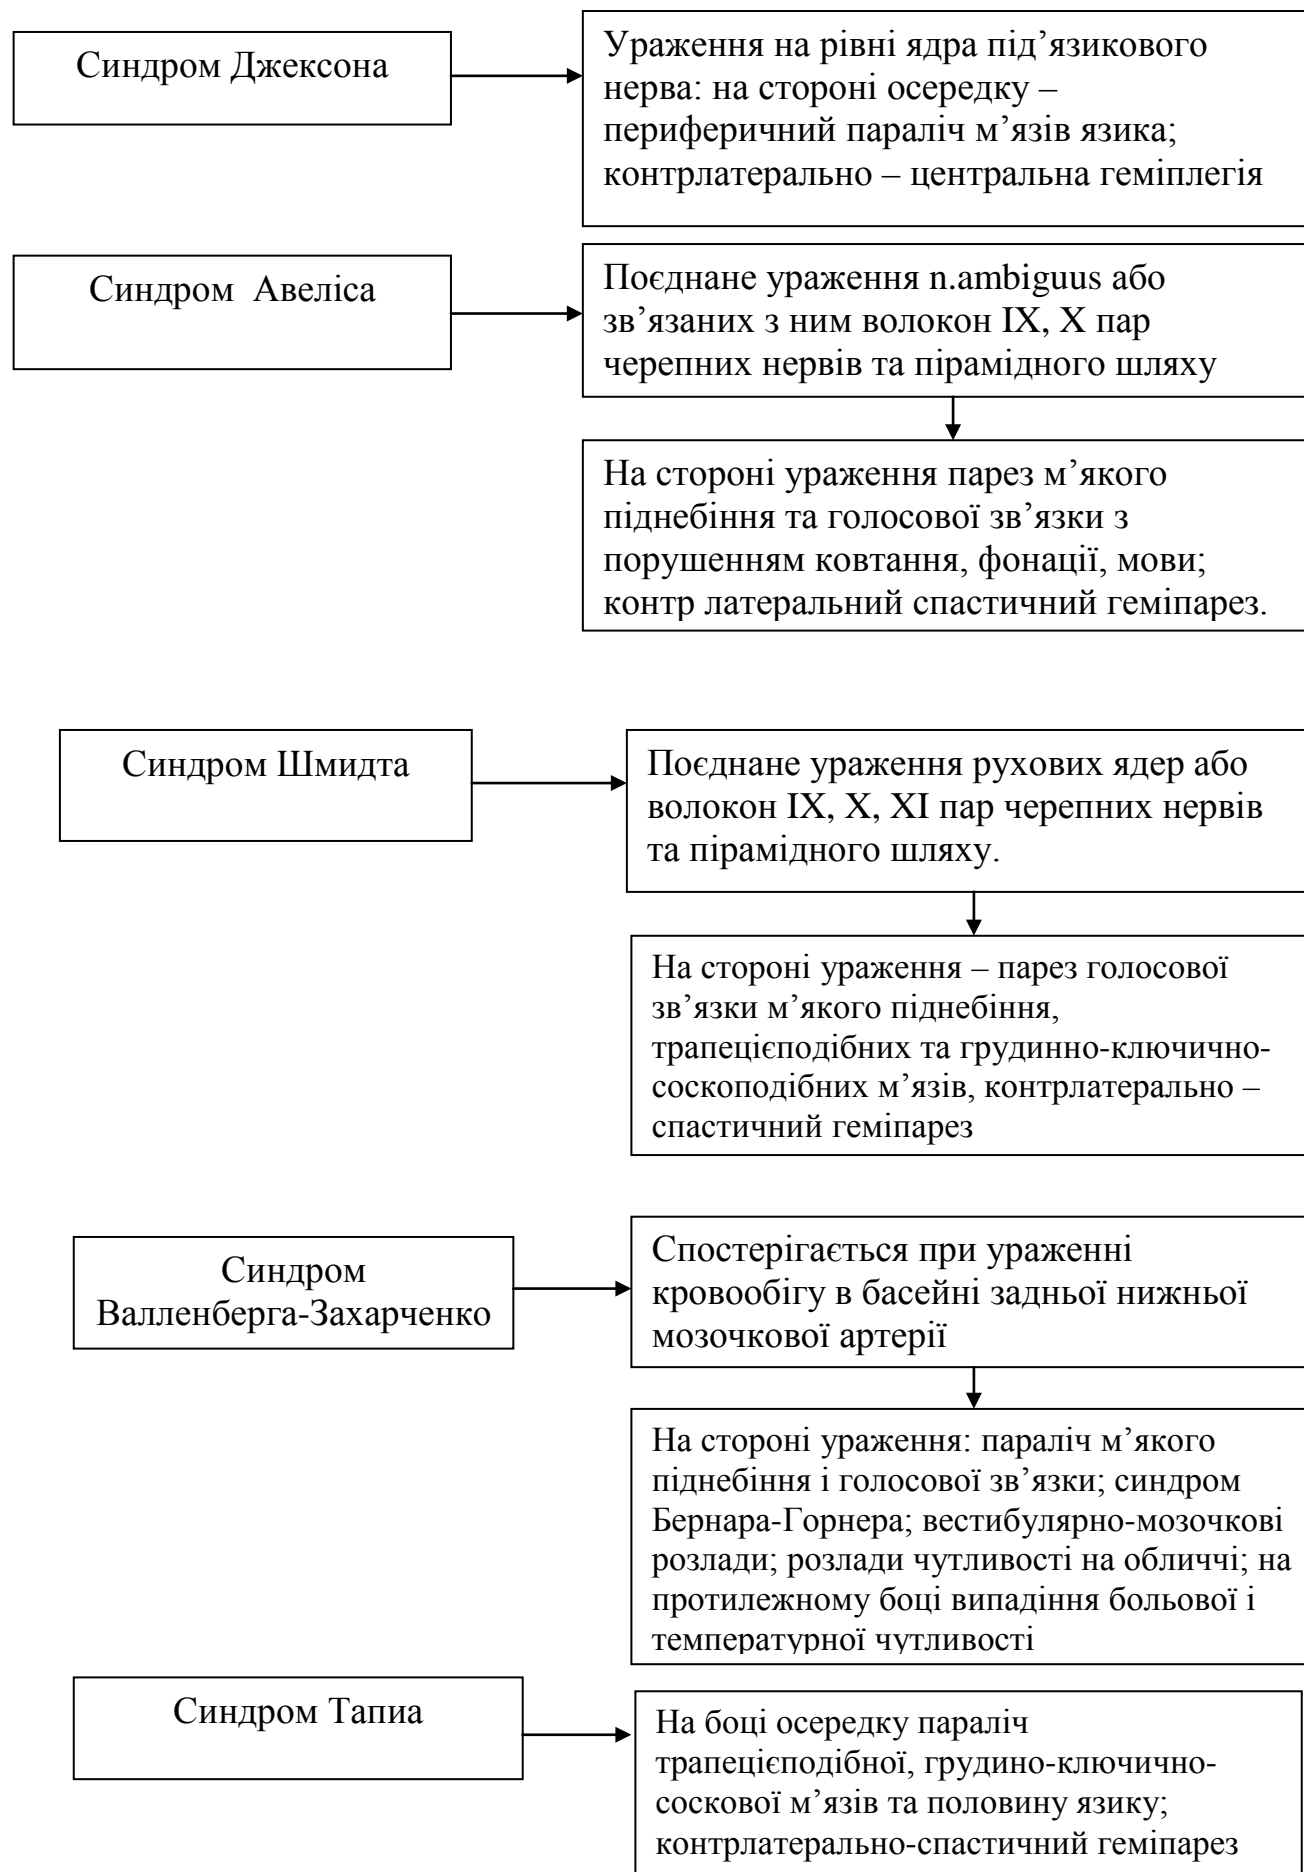 Синдром Джексона
Ураження на рівні ядра під’язикового
нерва: на стороні осередку –
периферичний параліч м’язів язика;
контрлатерально – центральна геміплегія
Синдром Авеліса
Поєднане ураження n.ambiguus або
зв’язаних з ним волокон IX, X пар
черепних нервів та пірамідного шляху
На стороні ураження парез м’якого
піднебіння та голосової зв’язки з
порушенням ковтання, фонації, мови;
контр латеральний спастичний геміпарез.
Синдром Шмидта
Поєднане ураження рухових ядер або
волокон IX, X, XI пар черепних нервів
та пірамідного шляху.
На стороні ураження – парез голосової
зв’язки м’якого піднебіння,
трапецієподібних та грудинно-ключично-
соскоподібних м’язів, контрлатерально –
спастичний геміпарез
Синдром
Валленберга-Захарченко
Спостерігається при ураженні
кровообігу в басейні задньої нижньої
мозочкової артерії
На стороні ураження: параліч м’якого
піднебіння і голосової зв’язки; синдром
Бернара-Горнера; вестибулярно-мозочкові
розлади; розлади чутливості на обличчі; на
протилежному боці випадіння больової і
температурної чутливості
Синдром Тапиа
На боці осередку параліч
трапецієподібної, грудино-ключично-
соскової м’язів та половину язику;
контрлатерально-спастичний геміпарез